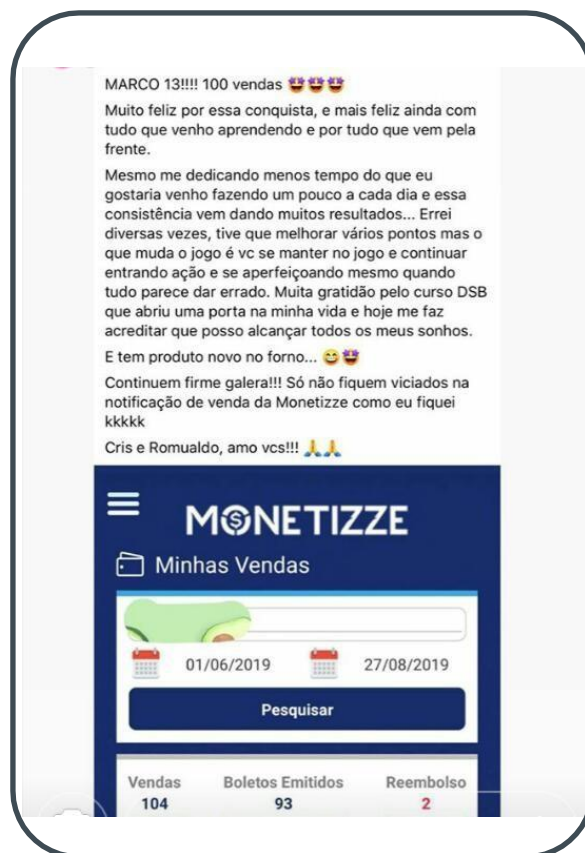 MARCO 13!!!! 100 vendas 🤩🤩🤩
Muito feliz por essa conquista, e mais feliz ainda com
tudo que venho aprendendo e por tudo que vem pela
frente.
Mesmo me dedicando menos tempo do que eu
gostaria venho fazendo um pouco a cada dia e essa
consistência vem dando muitos resultados... Errei
diversas vezes, tive que melhorar vários pontos mas o
que muda o jogo é vc se manter no jogo e continuar
entrando ação e se aperfeiçoando mesmo quando
tudo parece dar errado. Muita gratidão pelo curso DSB
que abriu uma porta na minha vida e hoje me faz
acreditar que posso alcançar todos os meus sonhos.
E tem produto novo no forno... 😄🤩
Continuem firme galera!!! Só não fiquem viciados na
notificação de venda da Monetizze como eu fiquei
kkkkk
Cris e Romualdo, amo vcs!!! 🙏🙏
MONETIZZE
Minhas Vendas
01/06/2019 27/08/2019
Pesquisar
Vendas Boletos Emitidos Reembolso
104 93 2